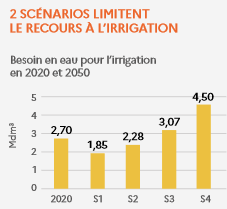 2 SCÉNARIOS LIMITENT
LE RECOURS À L'IRRIGATION
Besoin en eau pour l'irrigation
en 2020 et 2050
Mdm³
5
4
3
2
1
0
2,70
1,85
2,28
3,07
4,50
2020 S1 S2 S3 S4